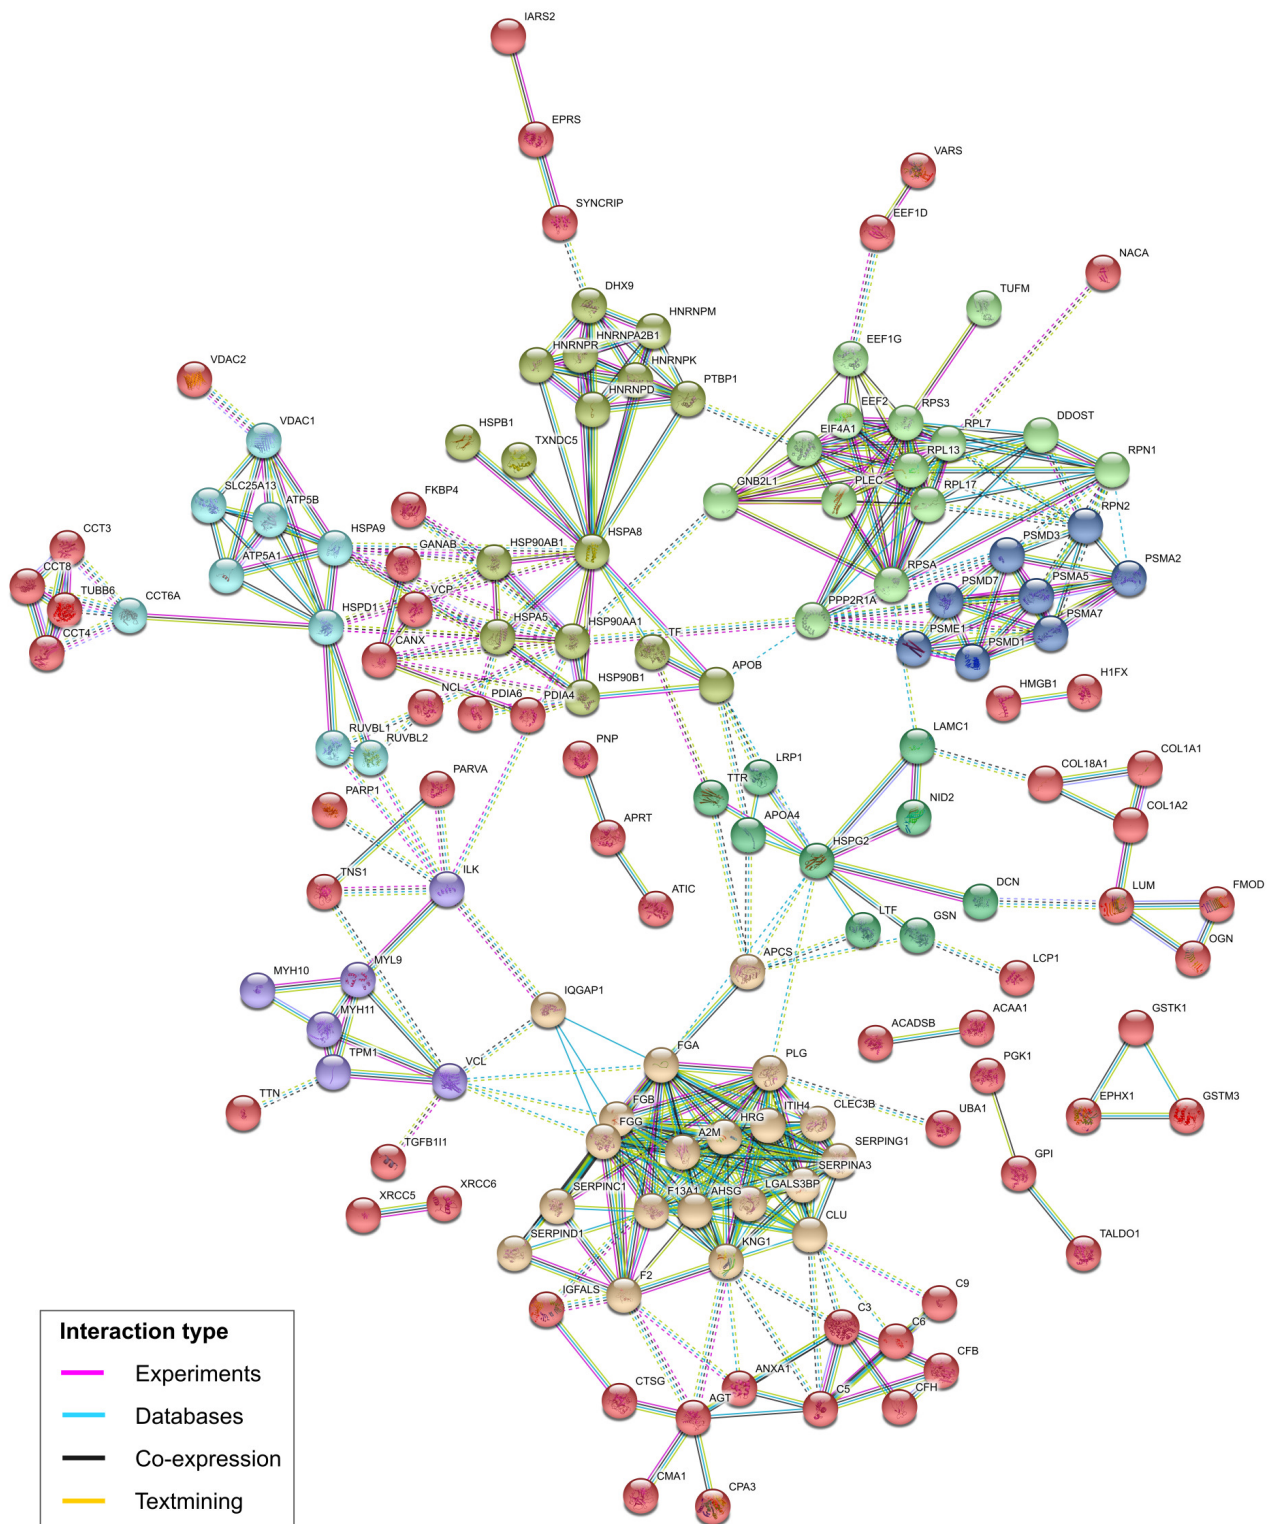 IARS2
EPRS
VARS
SYNCRIP
EEF1D
NACA
DHX9
TUFM
HNRNPM
HNRNPA2B1
HNRNPR
EEF1G
VDAC2
HNRNPK
PTBP1
HNRNPD
EEF2
RPS3
VDAC1
HSPB1
EIF4A1
RPL7
DDOST
TXNDC5
RPL13
RPN1
SLC25A13
ATP5B
FKBP4
GNB2L1
PLEC
RPL17
HSPA9
HSPA8
RPN2
CCT3
GANAB
HSP90AB1
PSMD3
PSMA2
ATP5A1
CCT8
RPSA
PSMD7
PSMA5
TUBB6
CCT6A
HSPD1
VCP
HSPA5
HSP90AA1
PPP2R1A
PSMA7
CCT4
CANX
TF
PSME1
PSMD1
APOB
HSP90B1
NCL
PDIA6
PDIA4
HMGB1
H1FX
RUVBL1
RUVBL2
LAMC1
PNP
LRP1
COL18A1
COL1A1
PARVA
TTR
PARP1
NID2
COL1A2
APRT
APOA4
HSPG2
TNS1
ILK
DCN
LUM
FMOD
ATIC
LTF
GSN
OGN
MYH10
MYL9
APCS
LCP1
IQGAP1
MYH11
ACADSB
ACAA1
GSTK1
TPM1
VCL
FGA
PLG
PGK1
TTN
FGB
HRG
ITIH4
CLEC3B
UBA1
EPHX1
GSTM3
FGG
A2M
SERPING1
TGFB1I1
SERPINA3
GPI
XRCC5
XRCC6
SERPINC1
F13A1
AHSG
LGALS3BP
CLU
SERPIND1
KNG1
TALDO1
F2
IGFALS
C9
C3
C6
CFB
CTSG
ANXA1
C5
CFH
AGT
CMA1
CPA3
Interaction type
Experiments
Databases
Co-expression
Textmining